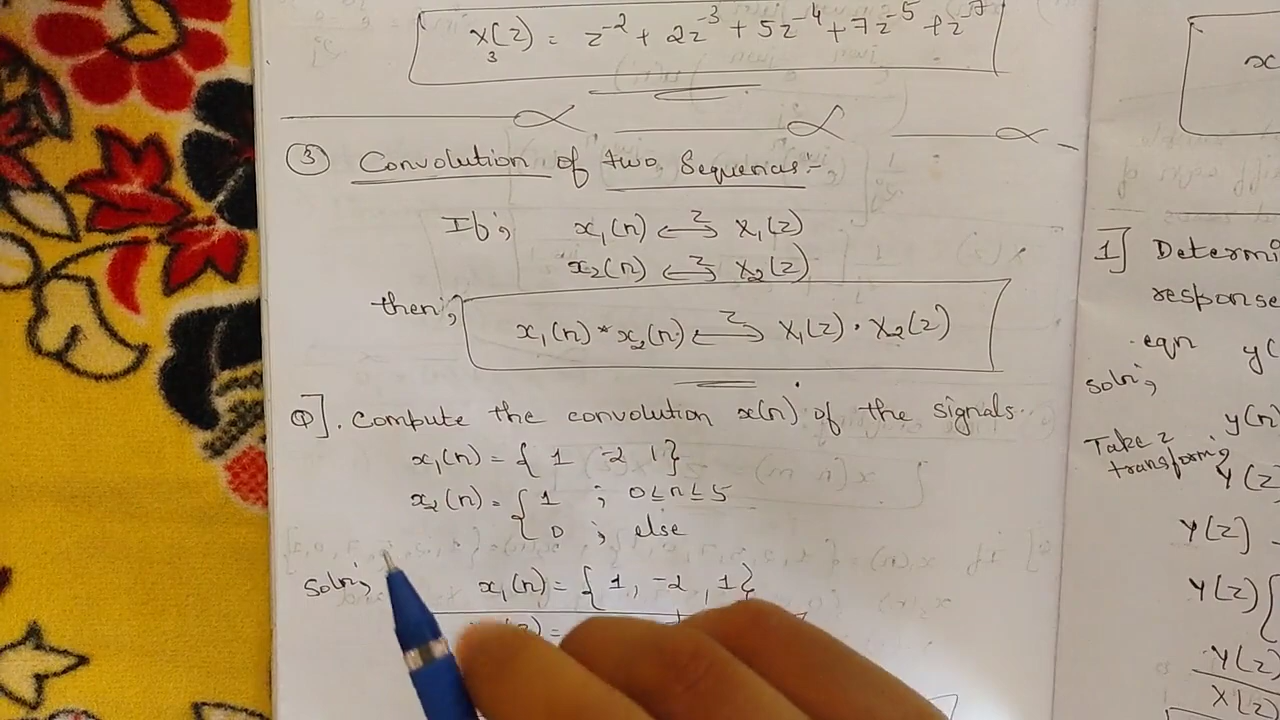 X₃(z) = z⁻² + 2z⁻³ + 5z⁻⁴ + 7z⁻⁵ + z⁻⁷
③ Convolution of two Sequences:-
If; x₁(n) ⟷ᶻ X₁(z)
x₂(n) ⟷ᶻ X₂(z)
then; x₁(n) * x₂(n) ⟷ᶻ X₁(z) · X₂(z)
Q]. Compute the convolution x(n) of the signals.
x₁(n) = { 1 -2 1}
x₂(n) = { 1 ; 0≤n≤5
0 ; else
Soln; x₁(n) = { 1, -2, 1}
x
1] Determi
response
eqn y(
Soln;
y(n)
Take z
transform; Y(z
Y(z)
Y(z)[
Y(z)
X(z)